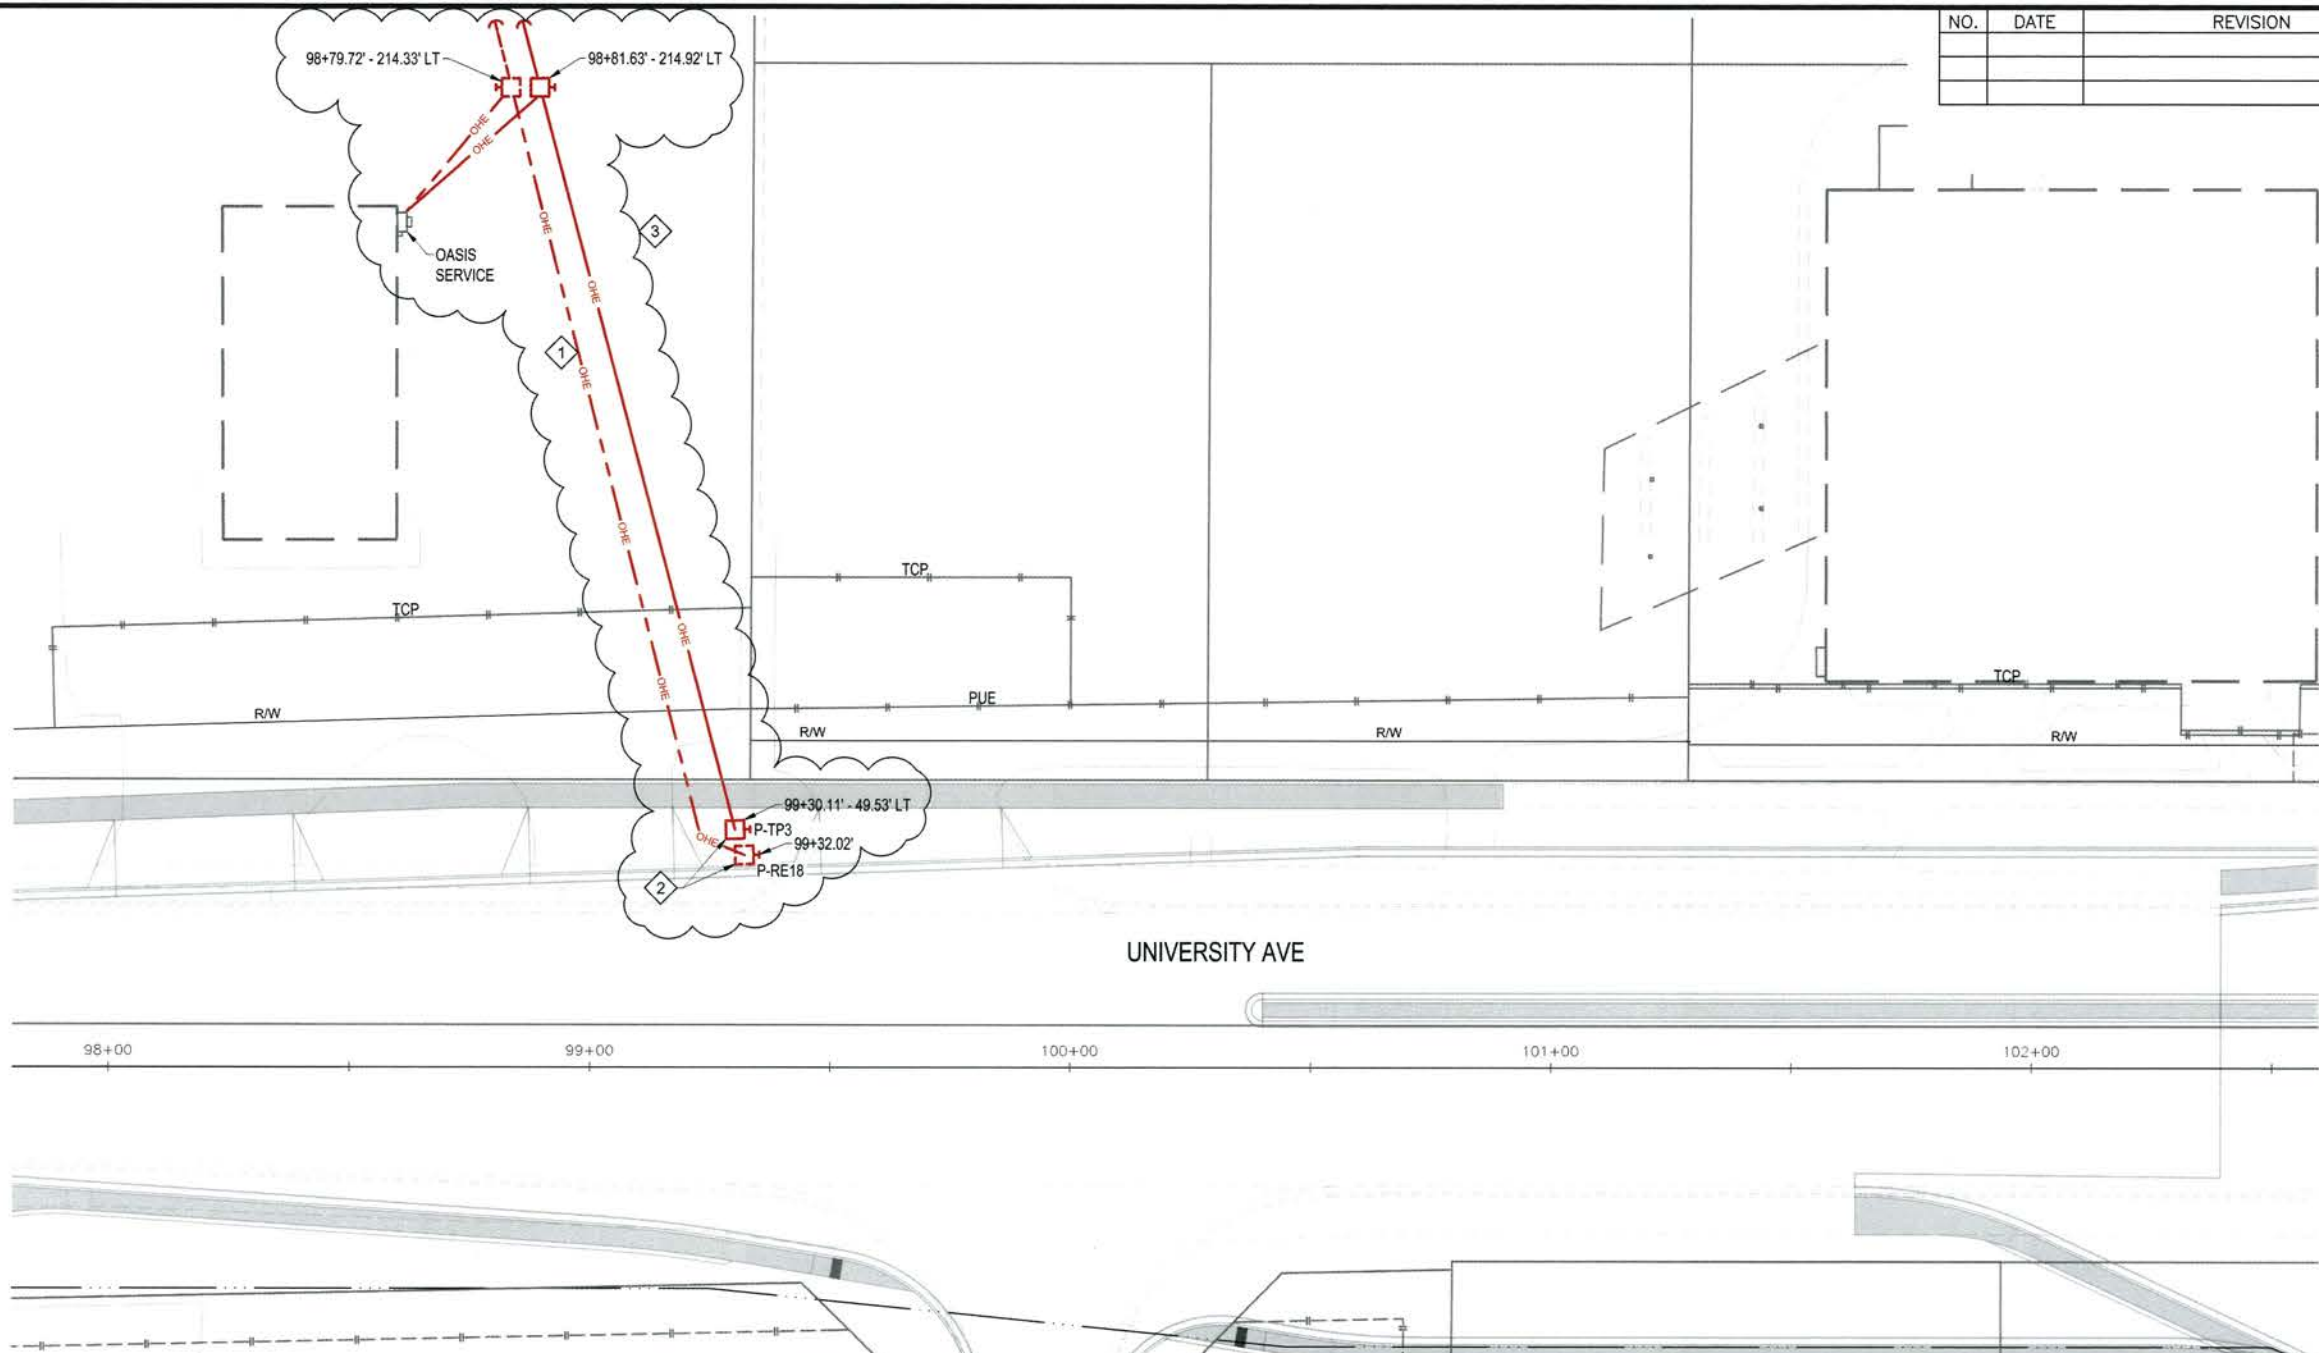 NO. DATE REVISION
98+79.72' - 214.33' LT
98+81.63' - 214.92' LT
OHE
OHE
OHE
3
OASIS
SERVICE
OHE
1
OHE
OHE
TCP
TCP
OHE
TCP
OHE
PUE
R/W
R/W
R/W
R/W
99+30.11' - 49.53' LT
P-TP3
OHE
99+32.02'
P-RE18
2
UNIVERSITY AVE
98+00 99+00 100+00 101+00 102+00